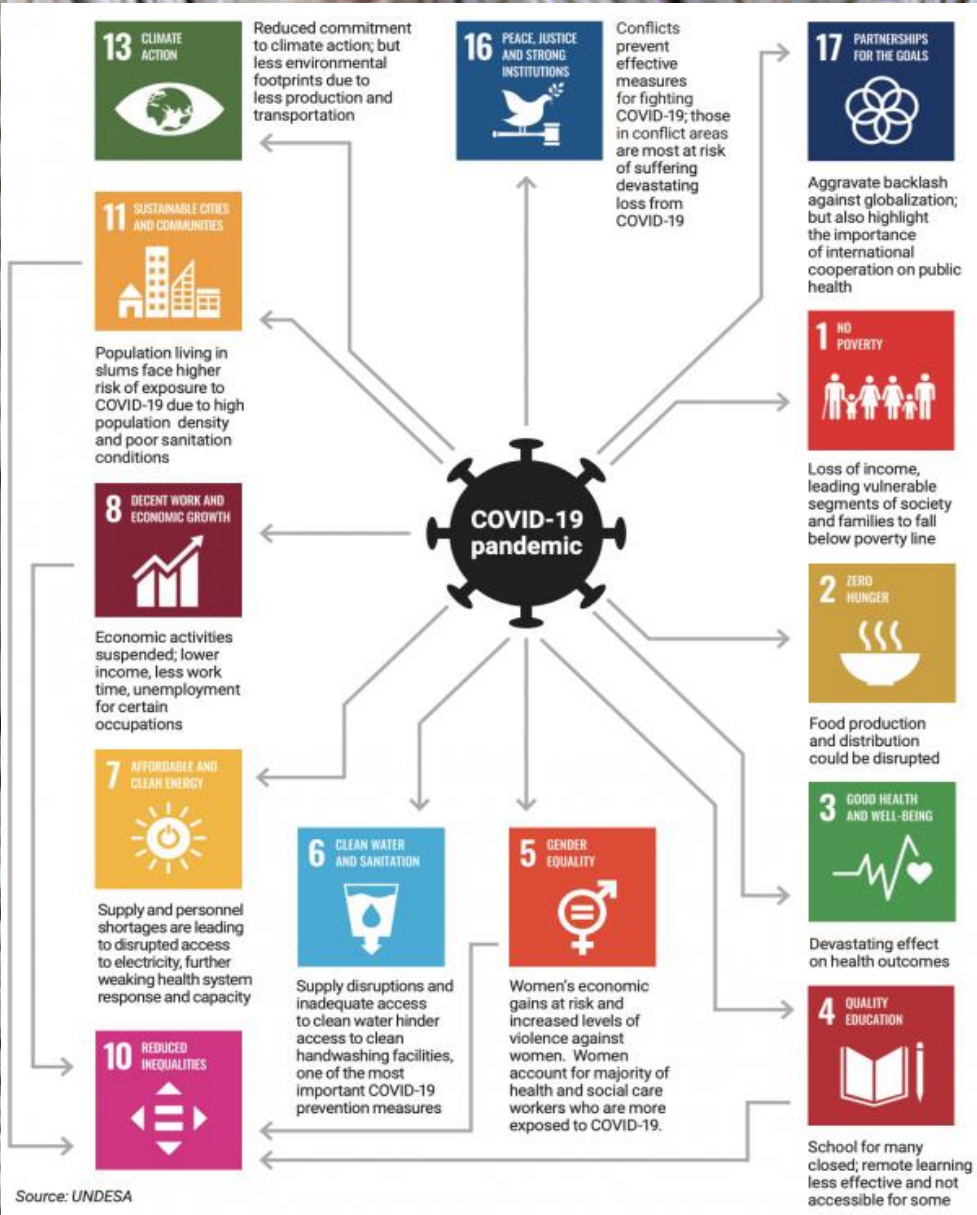 13 CLIMATE
ACTION
Reduced commitment
to climate action; but
less environmental
footprints due to
less production and
transportation
16 PEACE, JUSTICE
AND STRONG
INSTITUTIONS
Conflicts
prevent
effective
measures
for fighting
COVID-19; those
in conflict areas
are most at risk
of suffering
devastating
loss from
COVID-19
17 PARTNERSHIPS
FOR THE GOALS
Aggravate backlash
against globalization;
but also highlight
the importance
of international
cooperation on public
health
11 SUSTAINABLE CITIES
AND COMMUNITIES
Population living in
slums face higher
risk of exposure to
COVID-19 due to high
population density
and poor sanitation
conditions
1 NO
POVERTY
Loss of income,
leading vulnerable
segments of society
and families to fall
below poverty line
COVID-19
pandemic
8 DECENT WORK AND
ECONOMIC GROWTH
Economic activities
suspended; lower
income, less work
time, unemployment
for certain
occupations
2 ZERO
HUNGER
Food production
and distribution
could be disrupted
7 AFFORDABLE AND
CLEAN ENERGY
Supply and personnel
shortages are leading
to disrupted access
to electricity, further
weaking health system
response and capacity
6 CLEAN WATER
AND SANITATION
Supply disruptions and
inadequate access
to clean water hinder
access to clean
handwashing facilities,
one of the most
important COVID-19
prevention measures
5 GENDER
EQUALITY
Women's economic
gains at risk and
increased levels of
violence against
women. Women
account for majority of
health and social care
workers who are more
exposed to COVID-19.
3 GOOD HEALTH
AND WELL-BEING
Devastating effect
on health outcomes
4 QUALITY
EDUCATION
School for many
closed; remote learning
less effective and not
accessible for some
10 REDUCED
INEQUALITIES
Source: UNDESA